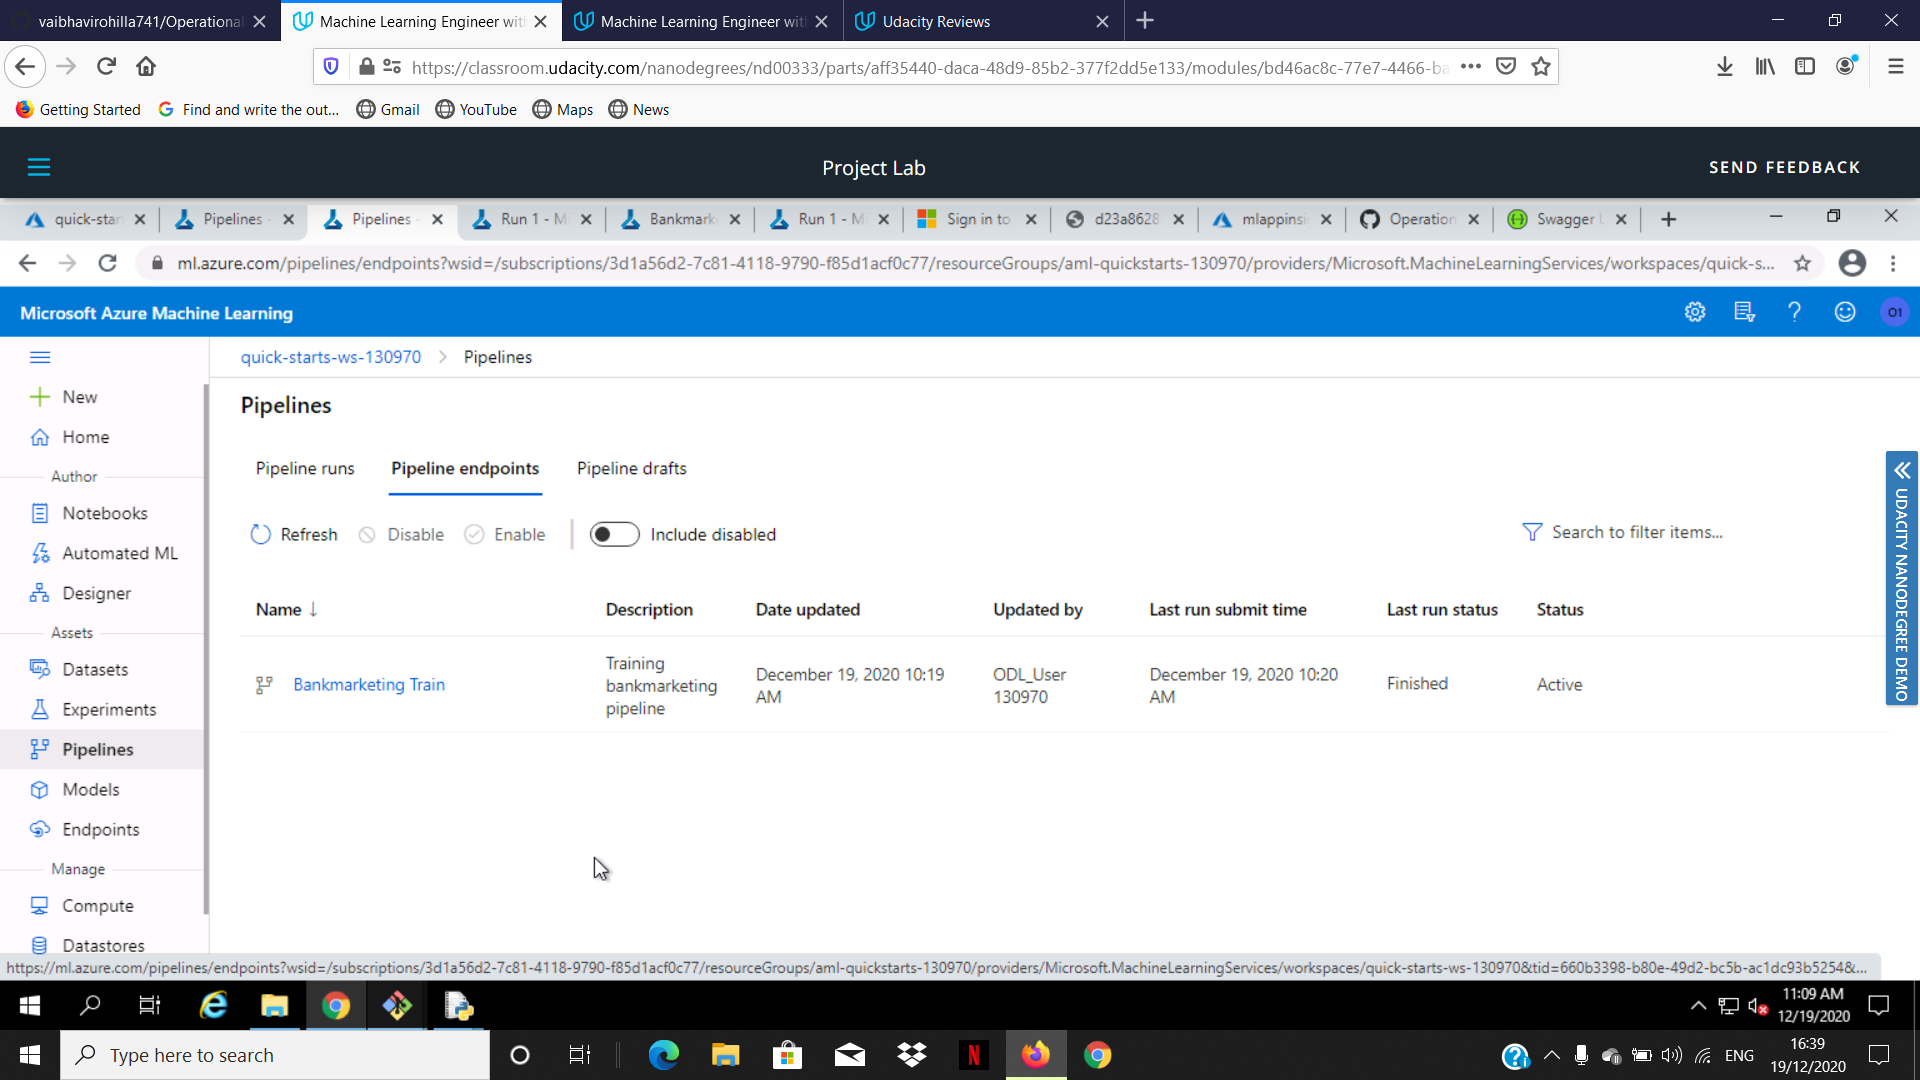 vaibhavirohilla741/Operational
Machine Learning Engineer with
Machine Learning Engineer with
Udacity Reviews
https://classroom.udacity.com/nanodegrees/nd00333/parts/aff35440-daca-48d9-85b2-377f2dd5e133/modules/bd46ac8c-77e7-4466-ba
Getting Started
Find and write the out...
Gmail
YouTube
Maps
News
Project Lab
SEND FEEDBACK
quick-star
Pipelines -
Pipelines -
Run 1 - Mi
Bankmark
Run 1 - Mi
Sign in to
d23a8628
mlappinsi
Operation
Swagger U
ml.azure.com/pipelines/endpoints?wsid=/subscriptions/3d1a56d2-7c81-4118-9790-f85d1acf0c77/resourceGroups/aml-quickstarts-130970/providers/Microsoft.MachineLearningServices/workspaces/quick-s...
Microsoft Azure Machine Learning
O1
quick-starts-ws-130970 > Pipelines
New
Home
Author
Notebooks
Automated ML
Designer
Assets
Datasets
Experiments
Pipelines
Models
Endpoints
Manage
Compute
Datastores
Pipelines
Pipeline runs
Pipeline endpoints
Pipeline drafts
Refresh
Disable
Enable
Include disabled
Search to filter items...
Name ↓
Description
Date updated
Updated by
Last run submit time
Last run status
Status
Bankmarketing Train
Training
bankmarketing
pipeline
December 19, 2020 10:19
AM
ODL_User
130970
December 19, 2020 10:20
AM
Finished
Active
UDACITY NANODEGREE DEMO
https://ml.azure.com/pipelines/endpoints?wsid=/subscriptions/3d1a56d2-7c81-4118-9790-f85d1acf0c77/resourceGroups/aml-quickstarts-130970/providers/Microsoft.MachineLearningServices/workspaces/quick-starts-ws-130970&tid=660b3398-b80e-49d2-bc5b-ac1dc93b5254&...
11:09 AM
12/19/2020
Type here to search
ENG
16:39
19/12/2020